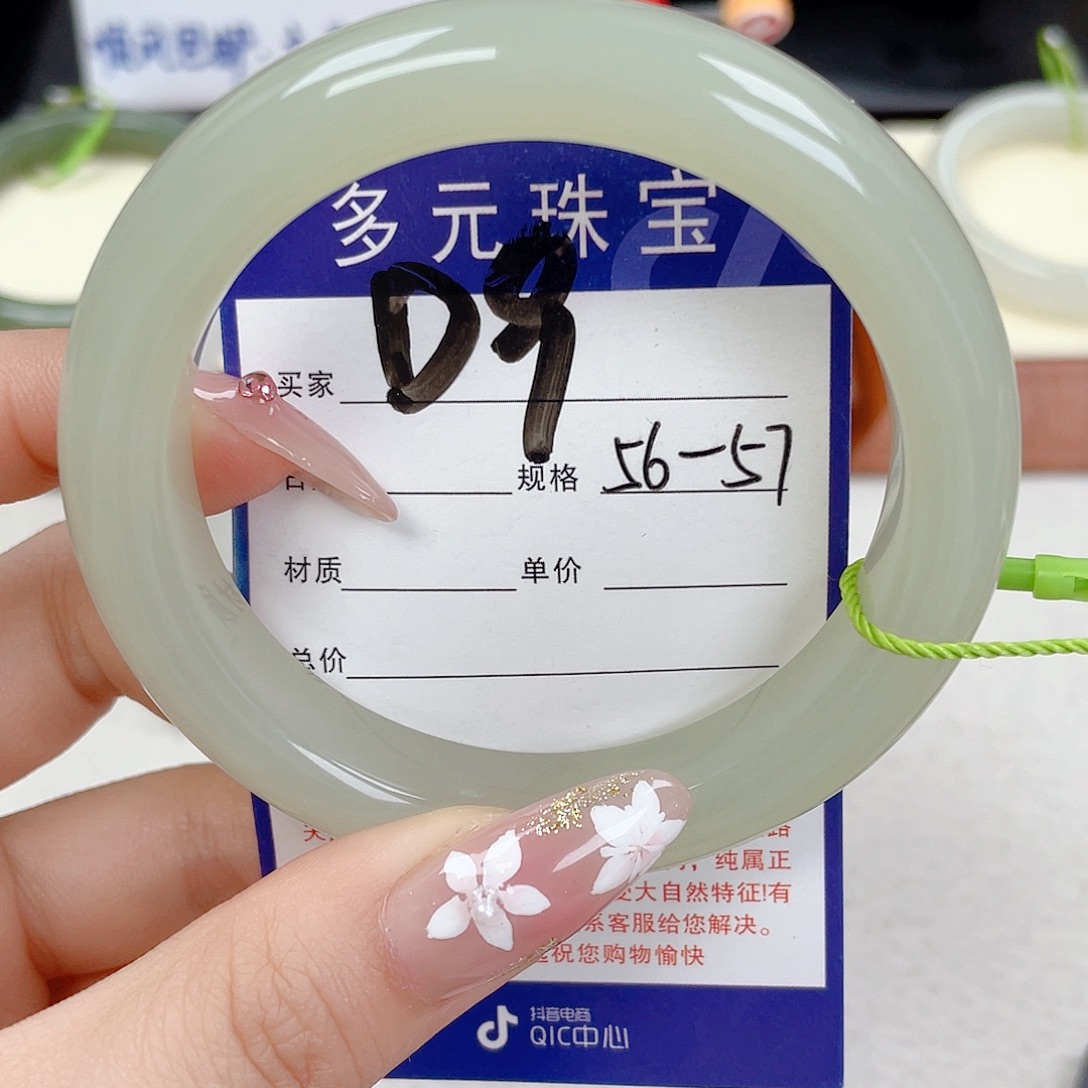 多元珠宝
D9
买家
规格 56-57
材质 单价
总价
路
纯属正
大自然特征!有
系客服给您解决。
祝您购物愉快
抖音电商
QIC中心